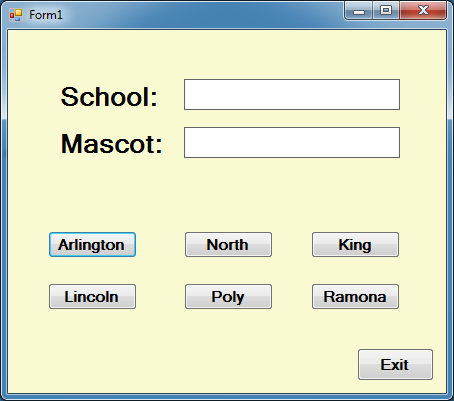 Form1
School:
Mascot:
Arlington North King
Lincoln Poly Ramona
Exit